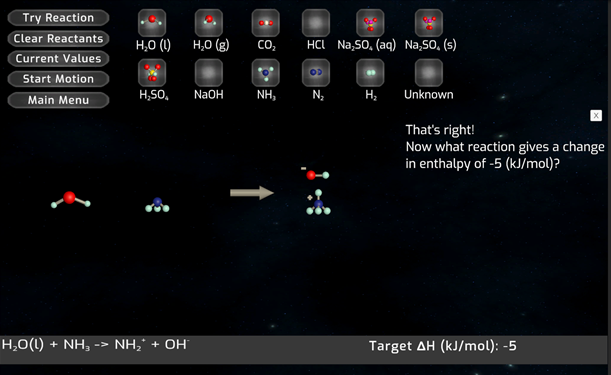 Try Reaction
Clear Reactants
Current Values
Start Motion
Main Menu
H₂O (l)
H₂O (g)
CO₂
HCl
Na₂SO₄ (aq)
Na₂SO₄ (s)
H₂SO₄
NaOH
NH₃
N₂
H₂
Unknown
X
That's right!
Now what reaction gives a change
in enthalpy of -5 (kJ/mol)?
-
+
H₂O(l) + NH₃ -> NH₂⁺ + OH⁻
Target ΔH (kJ/mol): -5